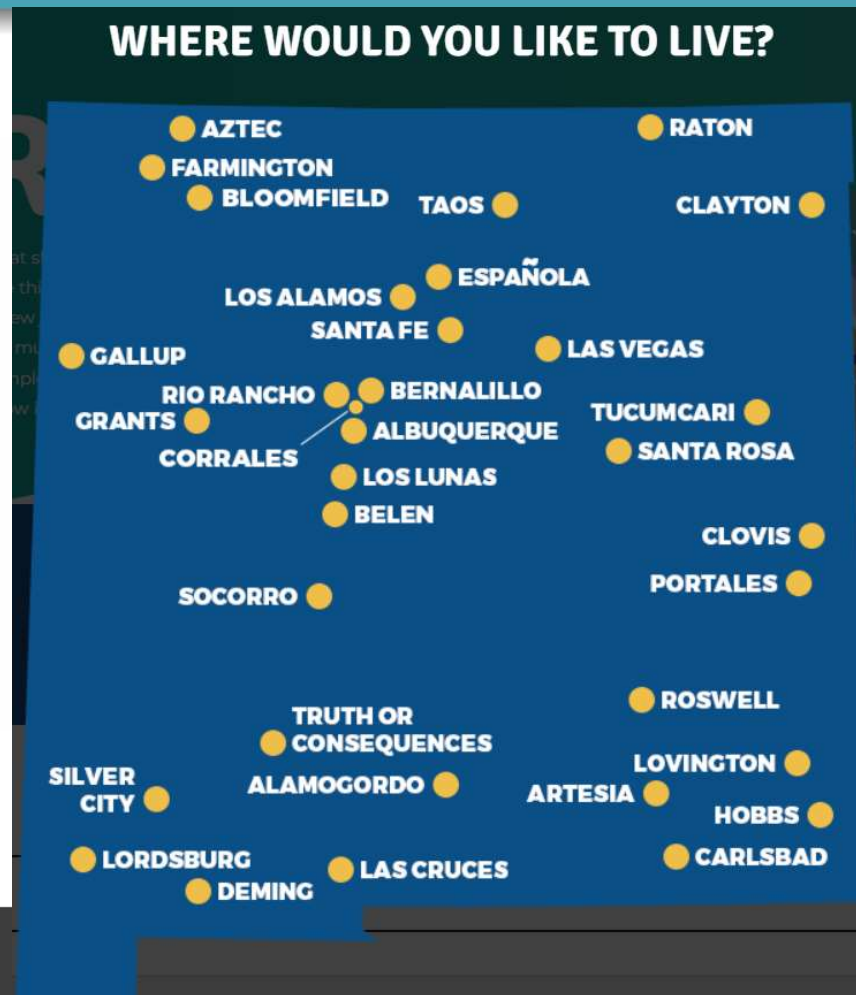 WHERE WOULD YOU LIKE TO LIVE?
AZTEC
RATON
FARMINGTON
BLOOMFIELD
TAOS
CLAYTON
ESPAÑOLA
LOS ALAMOS
SANTA FE
LAS VEGAS
GALLUP
RIO RANCHO
BERNALILLO
GRANTS
TUCUMCARI
ALBUQUERQUE
CORRALES
SANTA ROSA
LOS LUNAS
BELEN
CLOVIS
PORTALES
SOCORRO
ROSWELL
TRUTH OR
CONSEQUENCES
LOVINGTON
SILVER
CITY
ALAMOGORDO
ARTESIA
HOBBS
LORDSBURG
LAS CRUCES
CARLSBAD
DEMING